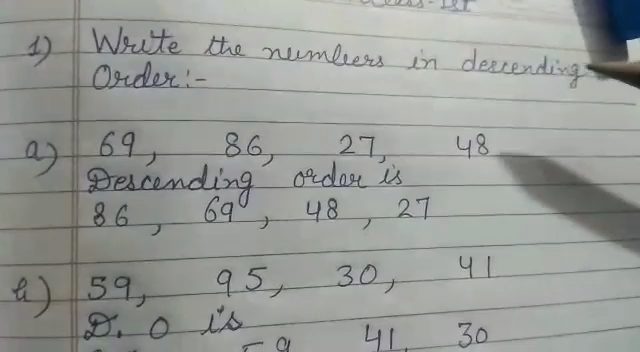 1) Write the numbers in descending
Order:-
a) 69, 86, 27, 48
Descending order is
86, 69, 48, 27
b) 59, 95, 30, 41
D. O is
59 41 30